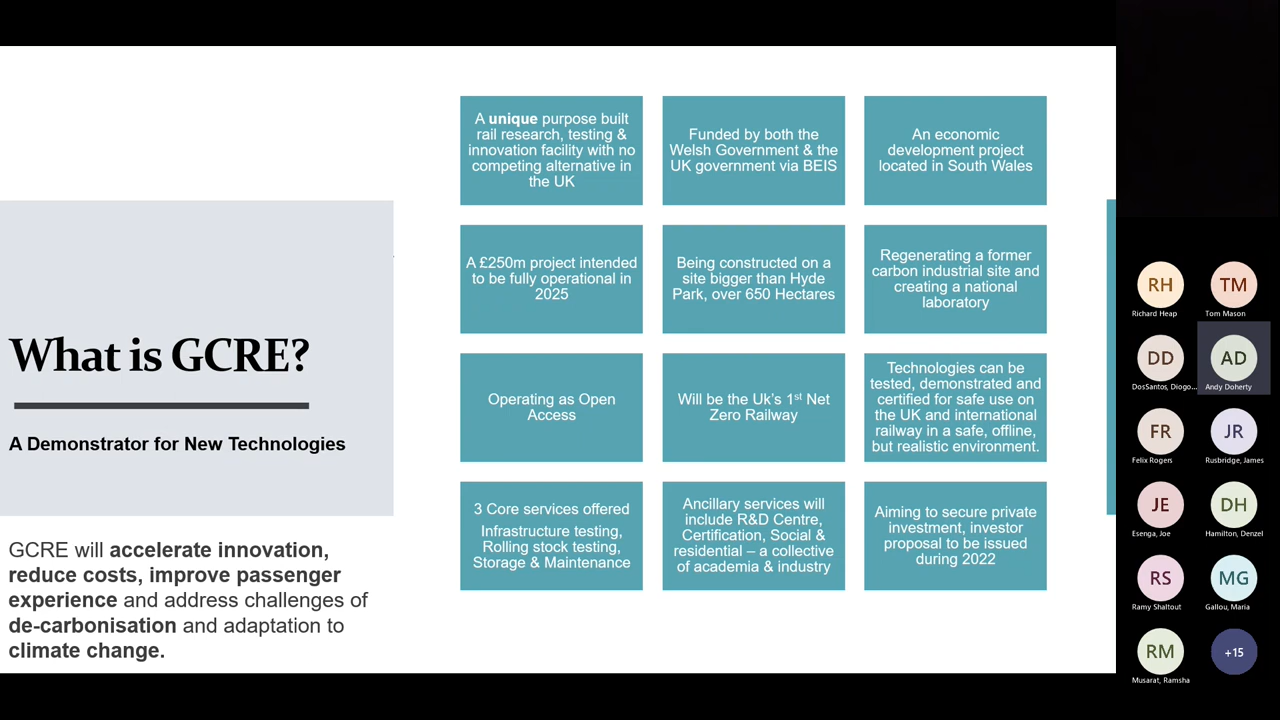 What is GCRE?
A Demonstrator for New Technologies
GCRE will accelerate innovation,
reduce costs, improve passenger
experience and address challenges of
de-carbonisation and adaptation to
climate change.
A unique purpose built
rail research, testing &
innovation facility with no
competing alternative in
the UK
Funded by both the
Welsh Government & the
UK government via BEIS
An economic
development project
located in South Wales
A £250m project intended
to be fully operational in
2025
Being constructed on a
site bigger than Hyde
Park, over 650 Hectares
Regenerating a former
carbon industrial site and
creating a national
laboratory
Operating as Open
Access
Will be the Uk's 1st Net
Zero Railway
Technologies can be
tested, demonstrated and
certified for safe use on
the UK and international
railway in a safe, offline,
but realistic environment.
3 Core services offered
Infrastructure testing,
Rolling stock testing,
Storage & Maintenance
Ancillary services will
include R&D Centre,
Certification, Social &
residential – a collective
of academia & industry
Aiming to secure private
investment, investor
proposal to be issued
during 2022
RH
Richard Heap
TM
Tom Mason
DD
DosSantos, Diogo...
AD
Andy Doherty
FR
Felix Rogers
JR
Rusbridge, James
JE
Esenga, Joe
DH
Hamilton, Denzel
RS
Ramy Shaltout
MG
Gallou, Maria
RM
Musarat, Ramsha
+15